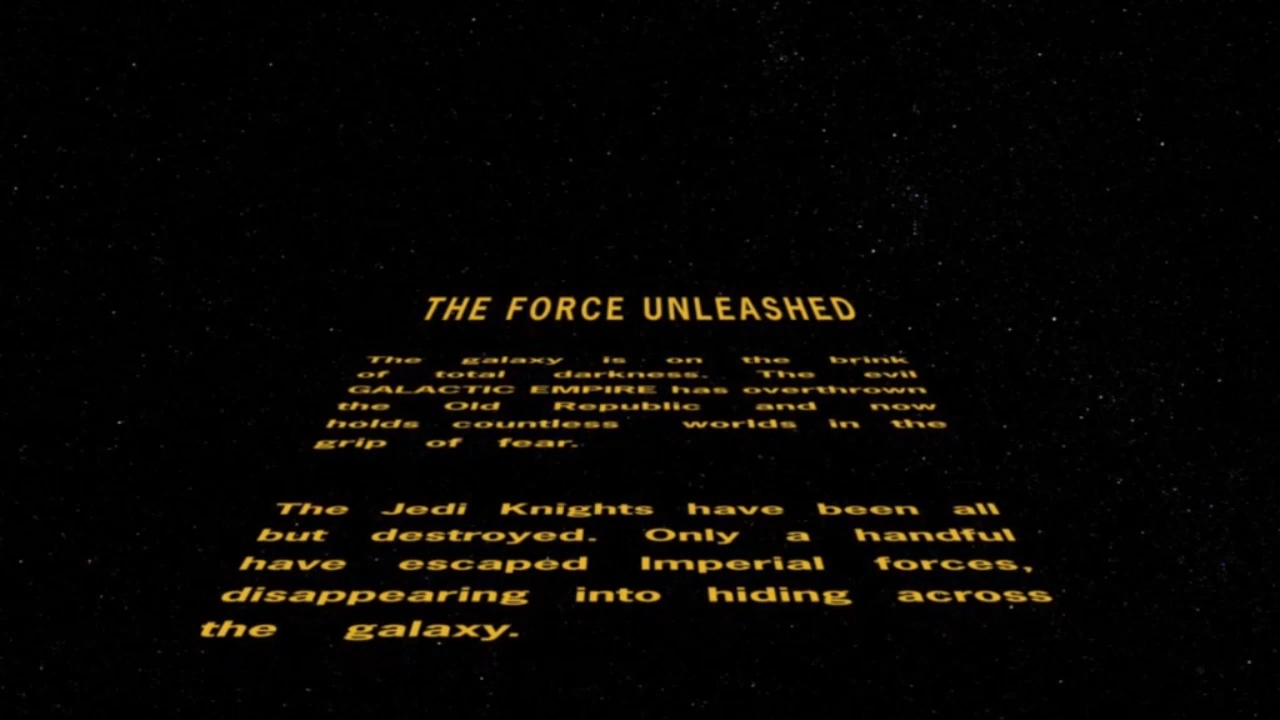 THE FORCE UNLEASHED
The galaxy is on the brink
of total darkness. The evil
GALACTIC EMPIRE has overthrown
the Old Republic and now
holds countless worlds in the
grip of fear.
The Jedi Knights have been all
but destroyed. Only a handful
have escaped Imperial forces,
disappearing into hiding across
the galaxy.